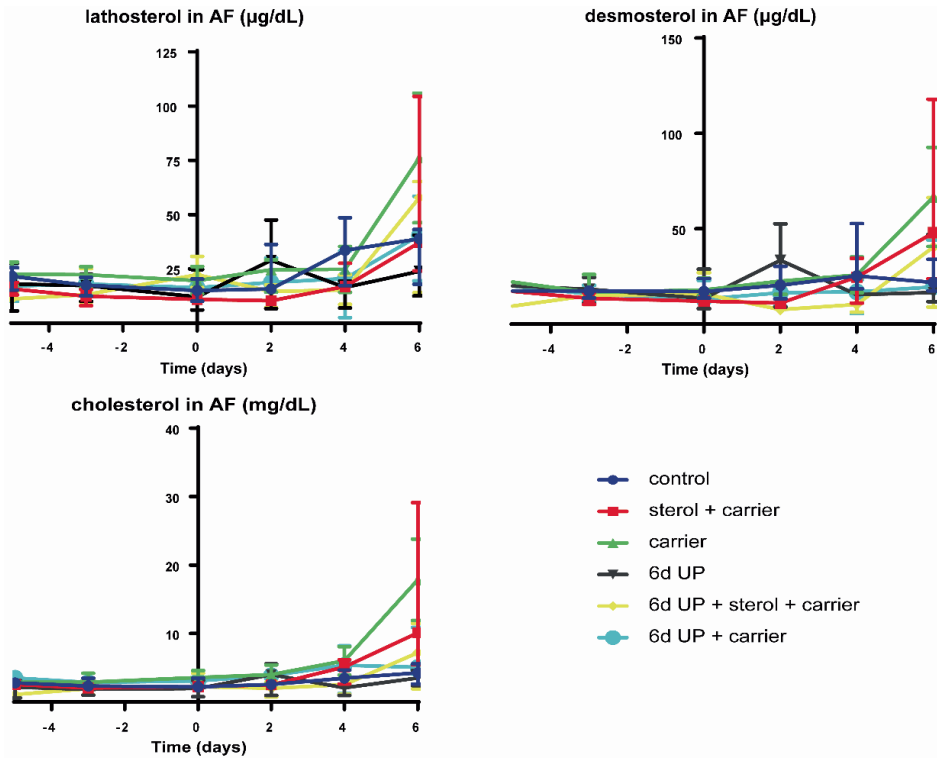 lathosterol in AF (µg/dL)
125
100
75
50
25
-4 -2 0 2 4 6
Time (days)
desmosterol in AF (µg/dL)
150
100
50
-4 -2 0 2 4 6
Time (days)
cholesterol in AF (mg/dL)
40
30
20
10
-4 -2 0 2 4 6
Time (days)
control
sterol + carrier
carrier
6d UP
6d UP + sterol + carrier
6d UP + carrier